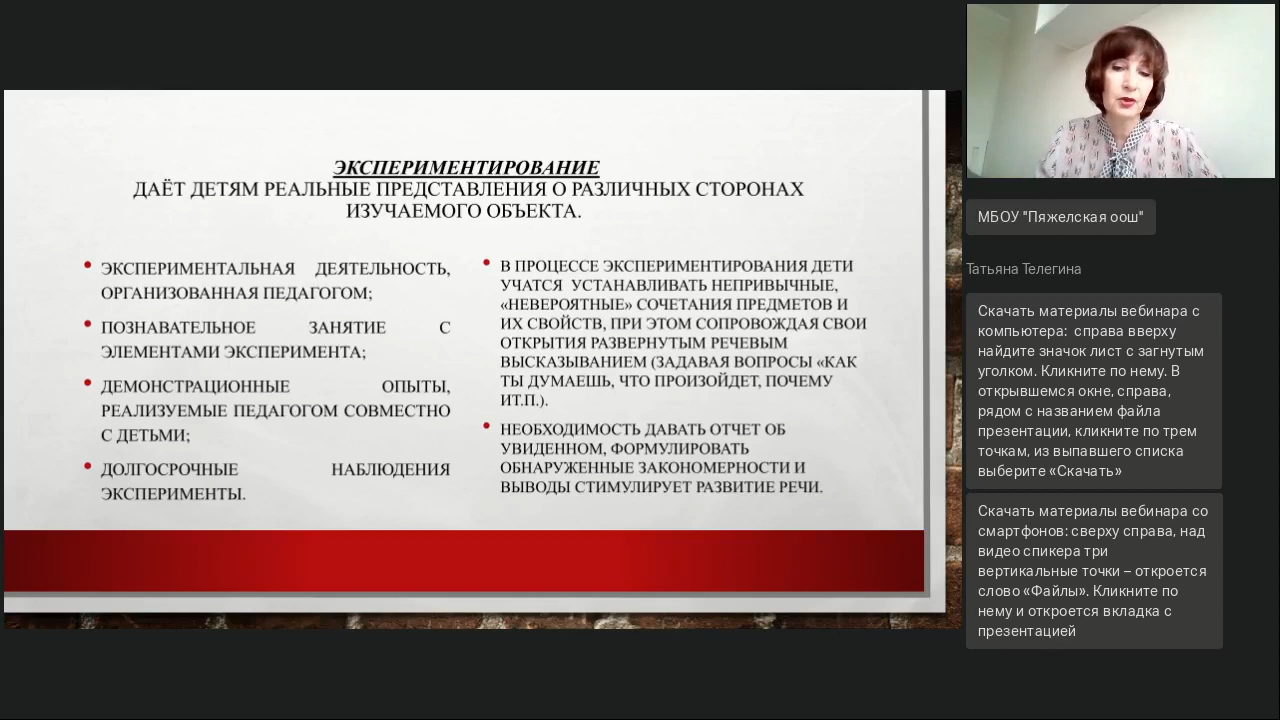 ЭКСПЕРИМЕНТИРОВАНИЕ
ДАЁТ ДЕТЯМ РЕАЛЬНЫЕ ПРЕДСТАВЛЕНИЯ О РАЗЛИЧНЫХ СТОРОНАХ
ИЗУЧАЕМОГО ОБЪЕКТА.
• ЭКСПЕРИМЕНТАЛЬНАЯ ДЕЯТЕЛЬНОСТЬ,
ОРГАНИЗОВАННАЯ ПЕДАГОГОМ;
• ПОЗНАВАТЕЛЬНОЕ ЗАНЯТИЕ С
ЭЛЕМЕНТАМИ ЭКСПЕРИМЕНТА;
• ДЕМОНСТРАЦИОННЫЕ ОПЫТЫ,
РЕАЛИЗУЕМЫЕ ПЕДАГОГОМ СОВМЕСТНО
С ДЕТЬМИ;
• ДОЛГОСРОЧНЫЕ НАБЛЮДЕНИЯ
ЭКСПЕРИМЕНТЫ.
• В ПРОЦЕССЕ ЭКСПЕРИМЕНТИРОВАНИЯ ДЕТИ
УЧАТСЯ УСТАНАВЛИВАТЬ НЕПРИВЫЧНЫЕ,
«НЕВЕРОЯТНЫЕ» СОЧЕТАНИЯ ПРЕДМЕТОВ И
ИХ СВОЙСТВ, ПРИ ЭТОМ СОПРОВОЖДАЯ СВОИ
ОТКРЫТИЯ РАЗВЕРНУТЫМ РЕЧЕВЫМ
ВЫСКАЗЫВАНИЕМ (ЗАДАВАЯ ВОПРОСЫ «КАК
ТЫ ДУМАЕШЬ, ЧТО ПРОИЗОЙДЕТ, ПОЧЕМУ
ИТ.П.).
• НЕОБХОДИМОСТЬ ДАВАТЬ ОТЧЕТ ОБ
УВИДЕННОМ, ФОРМУЛИРОВАТЬ
ОБНАРУЖЕННЫЕ ЗАКОНОМЕРНОСТИ И
ВЫВОДЫ СТИМУЛИРУЕТ РАЗВИТИЕ РЕЧИ.
МБОУ "Пяжелская оош"
Татьяна Телегина
Скачать материалы вебинара с
компьютера: справа вверху
найдите значок лист с загнутым
уголком. Кликните по нему. В
открывшемся окне, справа,
рядом с названием файла
презентации, кликните по трем
точкам, из выпавшего списка
выберите «Скачать»
Скачать материалы вебинара со
смартфонов: сверху справа, над
видео спикера три
вертикальные точки – откроется
слово «Файлы». Кликните по
нему и откроется вкладка с
презентацией